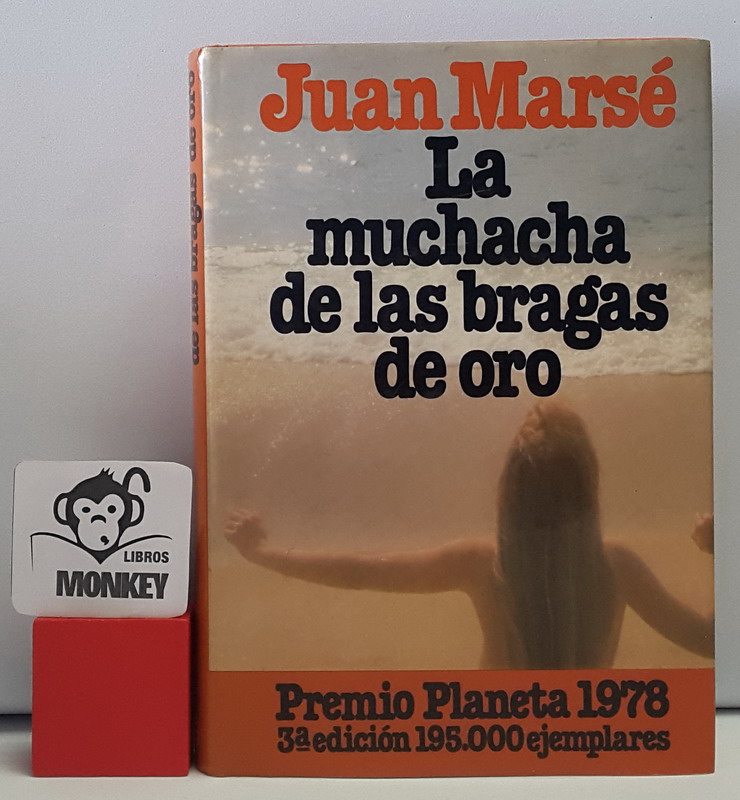 Juan Marsé
La
muchacha
de las bragas
de oro
Premio Planeta 1978
3ª edición 195.000 ejemplares
de las bragas de oro
LIBROS
MONKEY